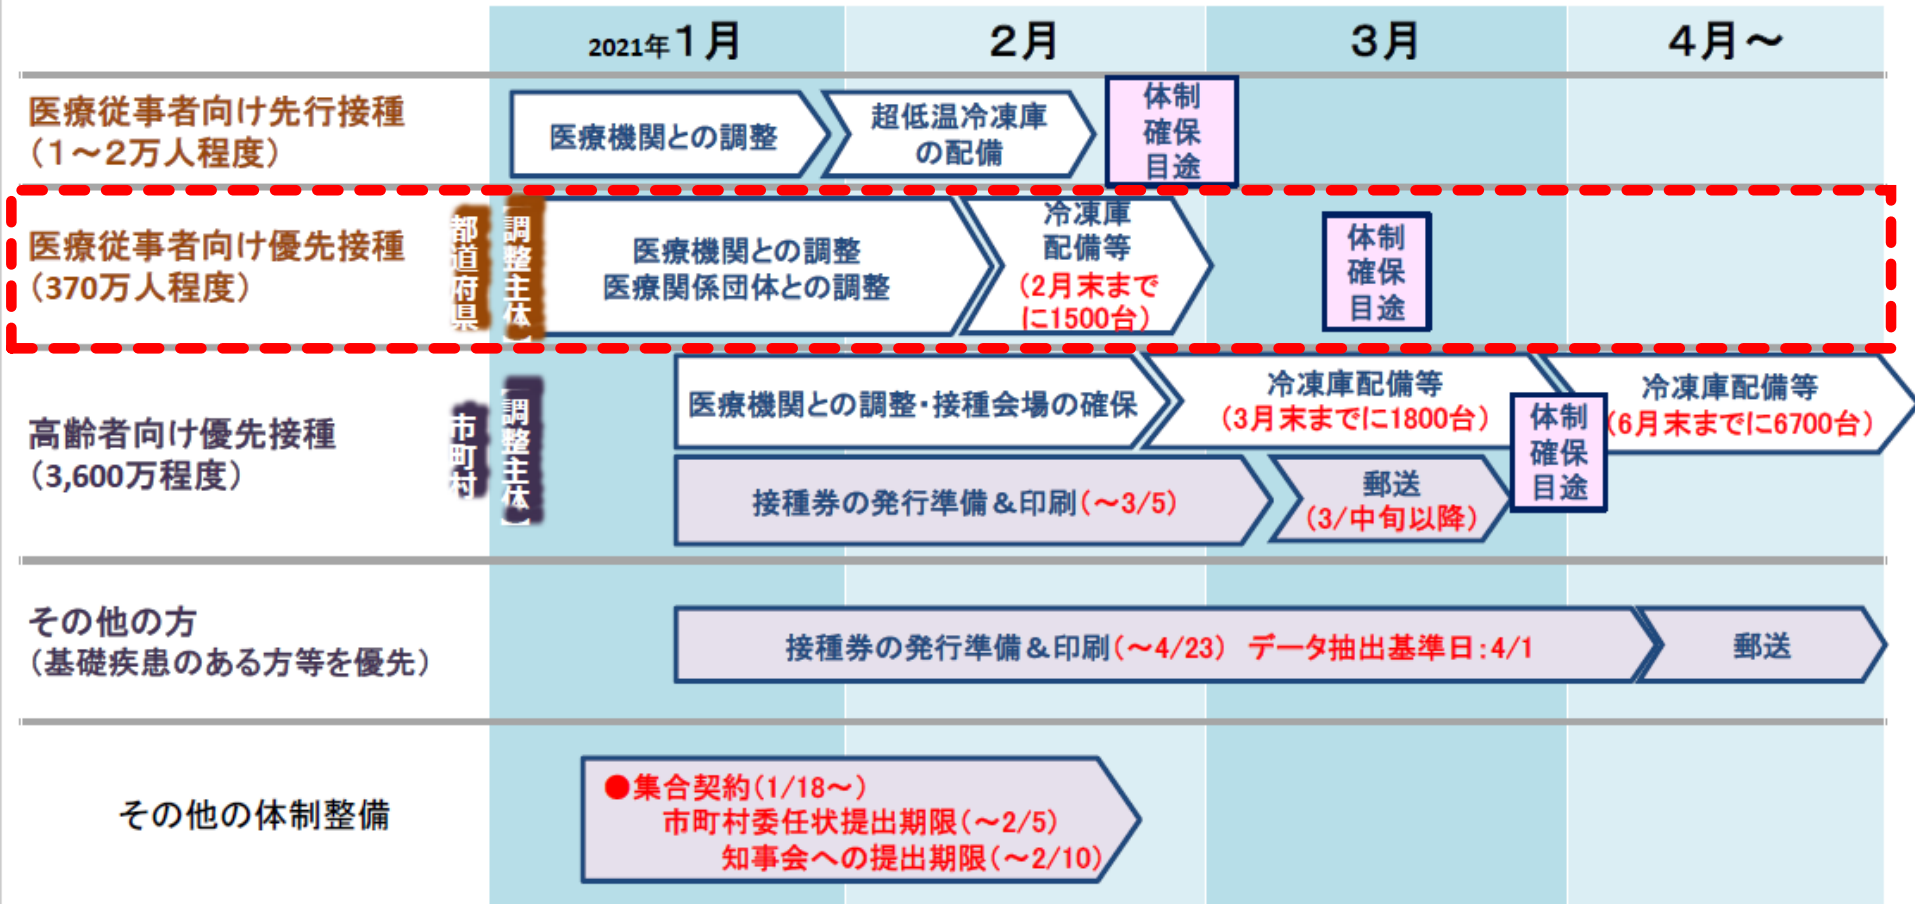 2021年1月
2月
3月
4月～
医療従事者向け先行接種
（1～2万人程度）
医療機関との調整
超低温冷凍庫
の配備
体制
確保
目途
医療従事者向け優先接種
（370万人程度）
【調整主体】
都道府県
医療機関との調整
医療関係団体との調整
冷凍庫
配備等
（2月末まで
に1500台）
体制
確保
目途
高齢者向け優先接種
（3,600万程度）
【調整主体】
市町村
医療機関との調整・接種会場の確保
冷凍庫配備等
（3月末までに1800台）
体制
確保
目途
冷凍庫配備等
（6月末までに6700台）
接種券の発行準備＆印刷（～3/5）
郵送
（3/中旬以降）
その他の方
（基礎疾患のある方等を優先）
接種券の発行準備＆印刷（～4/23） データ抽出基準日：4/1
郵送
その他の体制整備
●集合契約（1/18～）
市町村委任状提出期限（～2/5）
知事会への提出期限（～2/10）